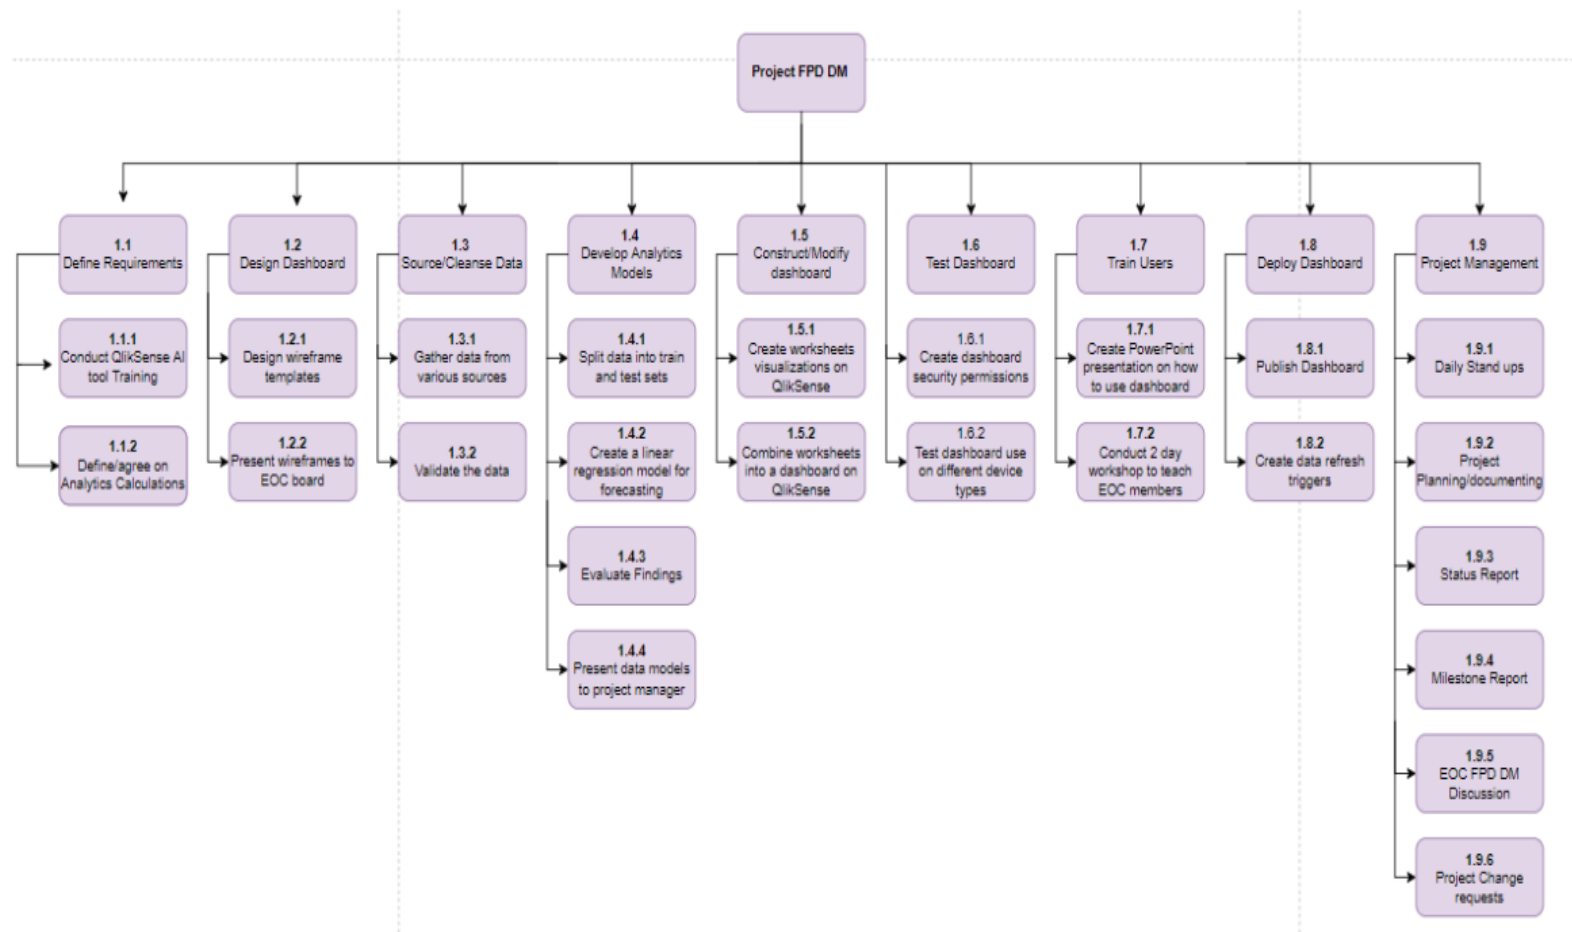 Project FPD DM
1.1
Define Requirements
1.2
Design Dashboard
1.3
Source/Cleanse Data
1.4
Develop Analytics
Models
1.5
Construct/Modify
dashboard
1.6
Test Dashboard
1.7
Train Users
1.8
Deploy Dashboard
1.9
Project Management
1.1.1
Conduct QlikSense AI
tool Training
1.2.1
Design wireframe
templates
1.3.1
Gather data from
various sources
1.4.1
Split data into train
and test sets
1.5.1
Create worksheets
visualizations on
QlikSense
1.6.1
Create dashboard
security permissions
1.7.1
Create PowerPoint
presentation on how
to use dashboard
1.8.1
Publish Dashboard
1.9.1
Daily Stand ups
1.1.2
Define/agree on
Analytics Calculations
1.2.2
Present wireframes to
EOC board
1.3.2
Validate the data
1.4.2
Create a linear
regression model for
forecasting
1.5.2
Combine worksheets
into a dashboard on
QlikSense
1.6.2
Test dashboard use
on different device
types
1.7.2
Conduct 2 day
workshop to teach
EOC members
1.8.2
Create data refresh
triggers
1.9.2
Project
Planning/documenting
1.4.3
Evaluate Findings
1.9.3
Status Report
1.4.4
Present data models
to project manager
1.9.4
Milestone Report
1.9.5
EOC FPD DM
Discussion
1.9.6
Project Change
requests